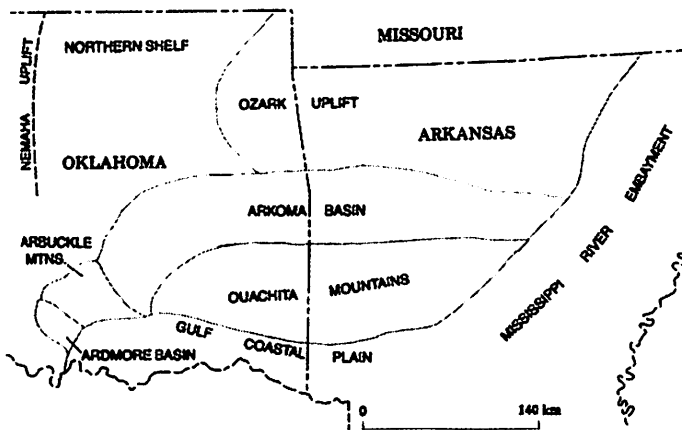 NORTHERN SHELF
MISSOURI
NEMAHA UPLIFT
OZARK UPLIFT
ARKANSAS
OKLAHOMA
MISSISSIPPI RIVER EMBAYMENT
ARKOMA BASIN
ARBUCKLE
MTNS.
OUACHITA MOUNTAINS
GULF COASTAL PLAIN
ARDMORE BASIN
0 140 km